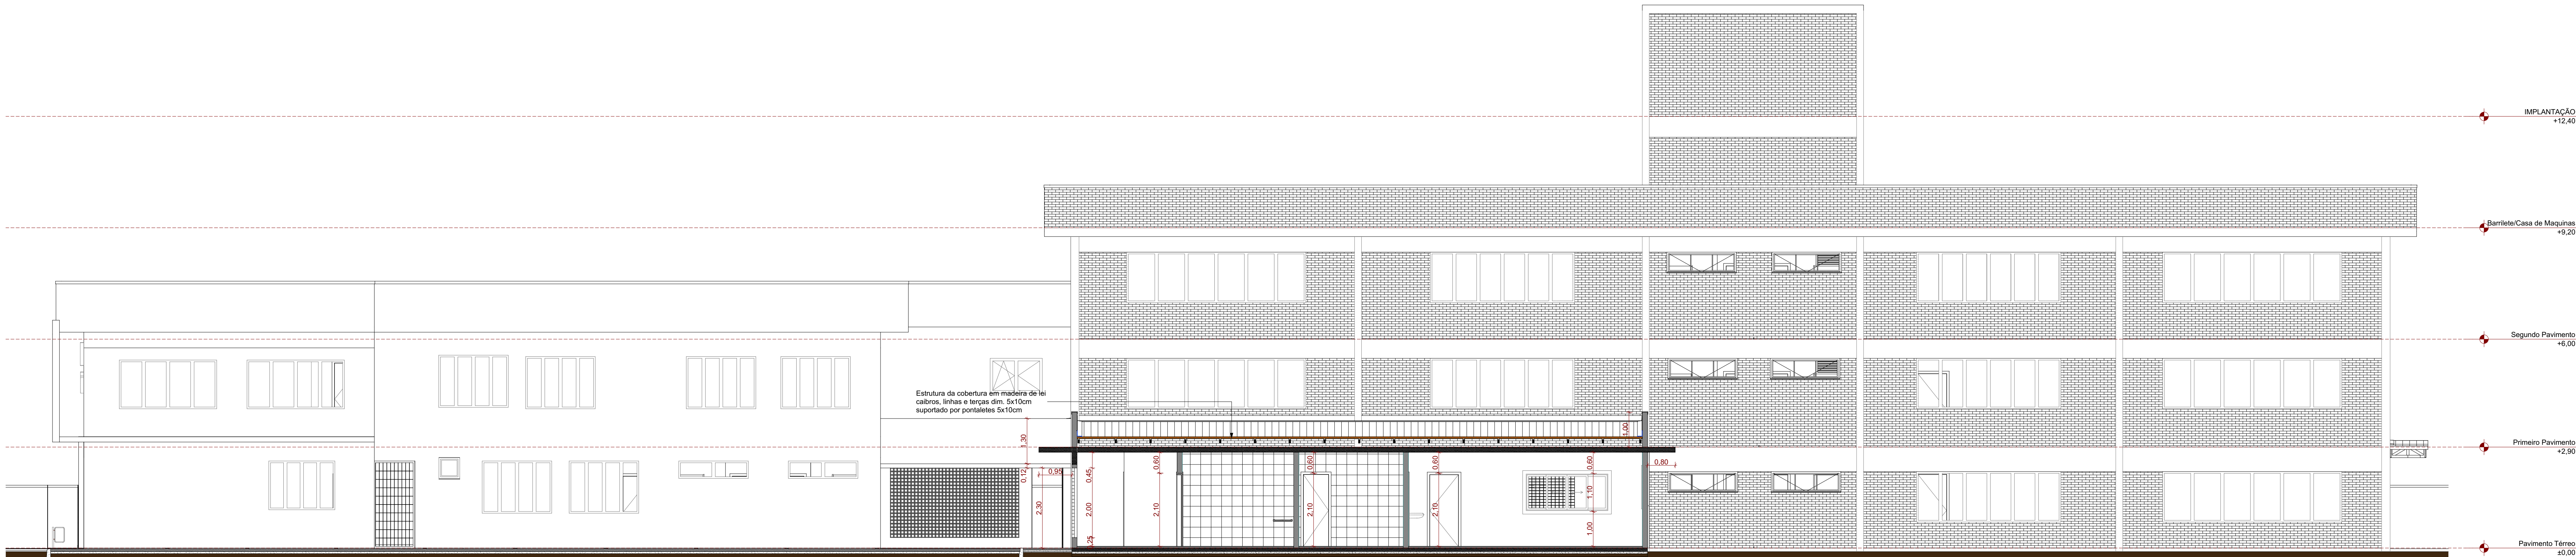 IMPLANTAÇÃO
+12,40
Barrilete/Casa de Maquinas
+9,20
Segundo Pavimento
+6,00
Estrutura da cobertura em madeira de lei
caibros, linhas e terças dim. 5x10cm
suportado por pontaletes 5x10cm
1,00
1,30
Primeiro Pavimento
+2,90
0,12
0,95
0,45
0,60
0,60
0,60
0,60
0,80
2,30
2,00
2,10
2,10
2,10
1,10
1,00
,25
Pavimento Térreo
±0,00